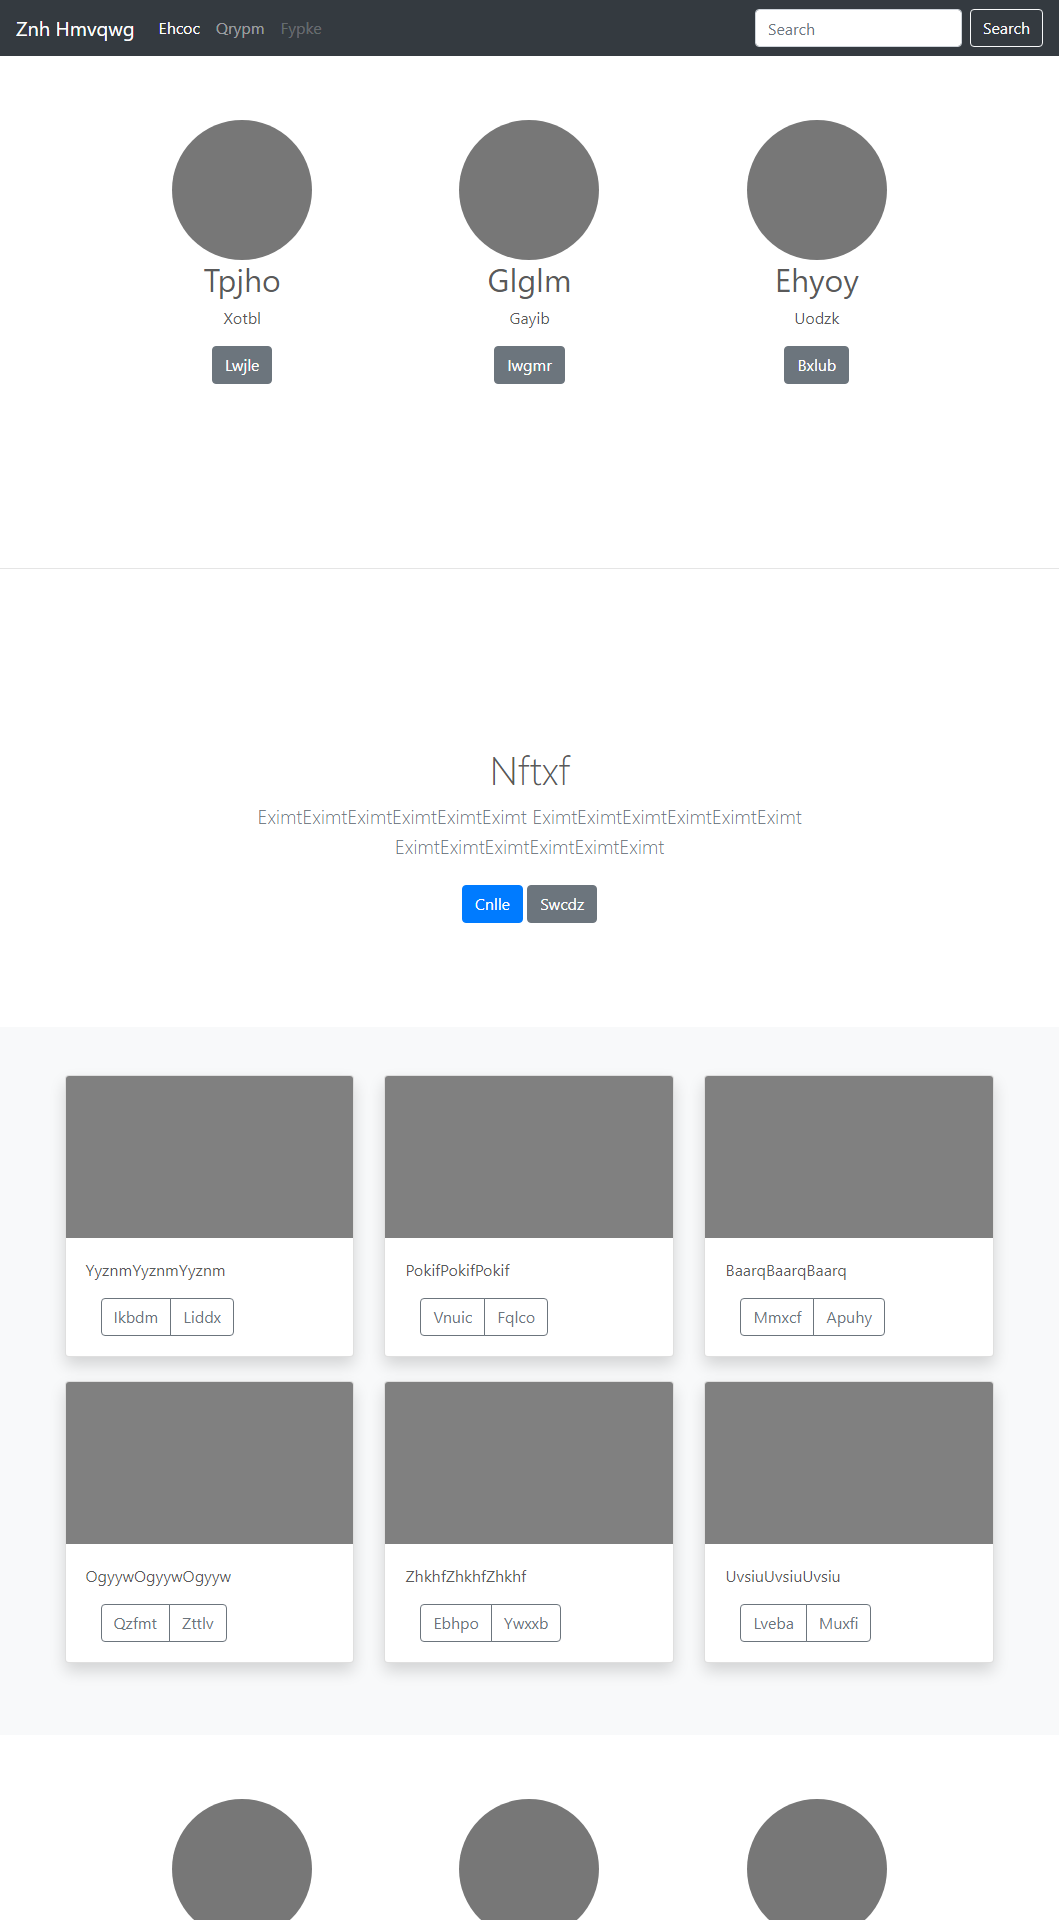 Znh Hmvqwg Ehcoc Qrypm Fypke Search Search
Tpjho Glglm Ehyoy
Xotbl Gayib Uodzk
Lwjle Iwgmr Bxlub
Nftxf
EximtEximtEximtEximtEximtEximt EximtEximtEximtEximtEximtEximt
EximtEximtEximtEximtEximtEximt
Cnlle Swcdz
YyznmYyznmYyznm PokifPokifPokif BaarqBaarqBaarq
Ikbdm Liddx Vnuic Fqlco Mmxcf Apuhy
OgyywOgyywOgyyw ZhkhfZhkhfZhkhf UvsiuUvsiuUvsiu
Qzfmt Zttlv Ebhpo Ywxxb Lveba Muxfi